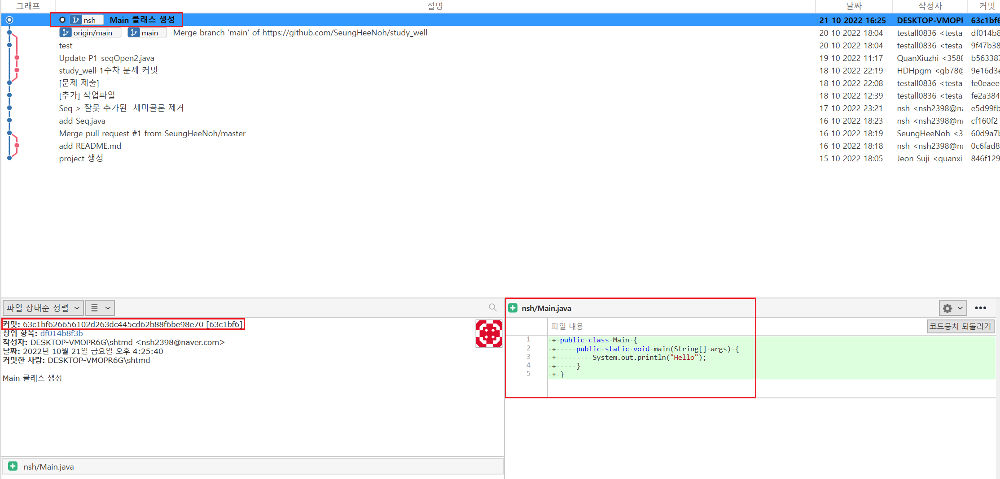 그래프 설명 날짜 작성자 커밋
nsh Main 클래스 생성 21 10 2022 16:25 DESKTOP-VMOPR 63c1bf6
origin/main main Merge branch 'main' of https://github.com/SeungHeeNoh/study_well 20 10 2022 18:04 testall0836 <testal df014b8
test 20 10 2022 18:04 testall0836 <testal 9f47b38
Update P1_seqOpen2.java 19 10 2022 11:17 QuanXiuzhi <3588 b563387
study_well 1주차 문제 커밋 18 10 2022 22:19 HDHpgm <gb78@ 9e16d3e
[문제 제출] 18 10 2022 22:08 testall0836 <testal fe0eaee
[추가] 작업파일 18 10 2022 12:39 testall0836 <testal fe2a384
Seq > 잘못 추가된  세미콜론 제거 17 10 2022 23:21 nsh <nsh2398@na e5d99fb
add Seq.java 16 10 2022 18:23 nsh <nsh2398@na cf160f2
Merge pull request #1 from SeungHeeNoh/master 16 10 2022 18:19 SeungHeeNoh <3 60d9a7b
add README.md 16 10 2022 18:18 nsh <nsh2398@na 0c6fad8
project 생성 15 10 2022 18:05 Jeon Suji <quanxi 846f129
파일 상태순 정렬
커밋: 63c1bf626656102d263dc445cd62b88f6be98e70 [63c1bf6]
상위 항목: df014b8f3b
작성자: DESKTOP-VMOPR6G\shtmd <nsh2398@naver.com>
날짜: 2022년 10월 21일 금요일 오후 4:25:40
커밋한 사람: DESKTOP-VMOPR6G\shtmd
Main 클래스 생성
nsh/Main.java
nsh/Main.java
파일 내용 코드뭉치 되돌리기
1 + public class Main {
2 + public static void main(String[] args) {
3 + System.out.println("Hello");
4 + }
5 + }